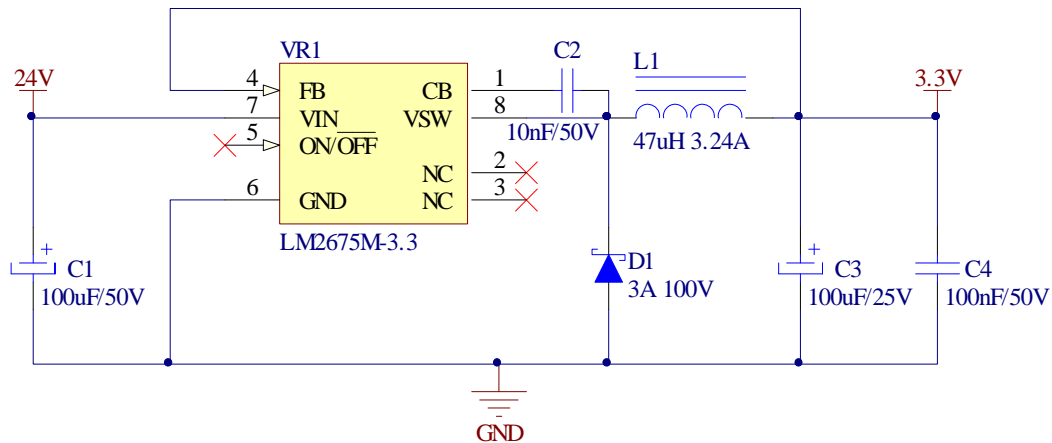 VR1
C2
L1
24V
3.3V
4
FB
CB
1
7
VIN
VSW
8
10nF/50V
47uH 3.24A
5
ON/OFF
NC
2
NC
3
6
GND
LM2675M-3.3
+
C1
100uF/50V
D1
3A 100V
+
C3
100uF/25V
C4
100nF/50V
GND